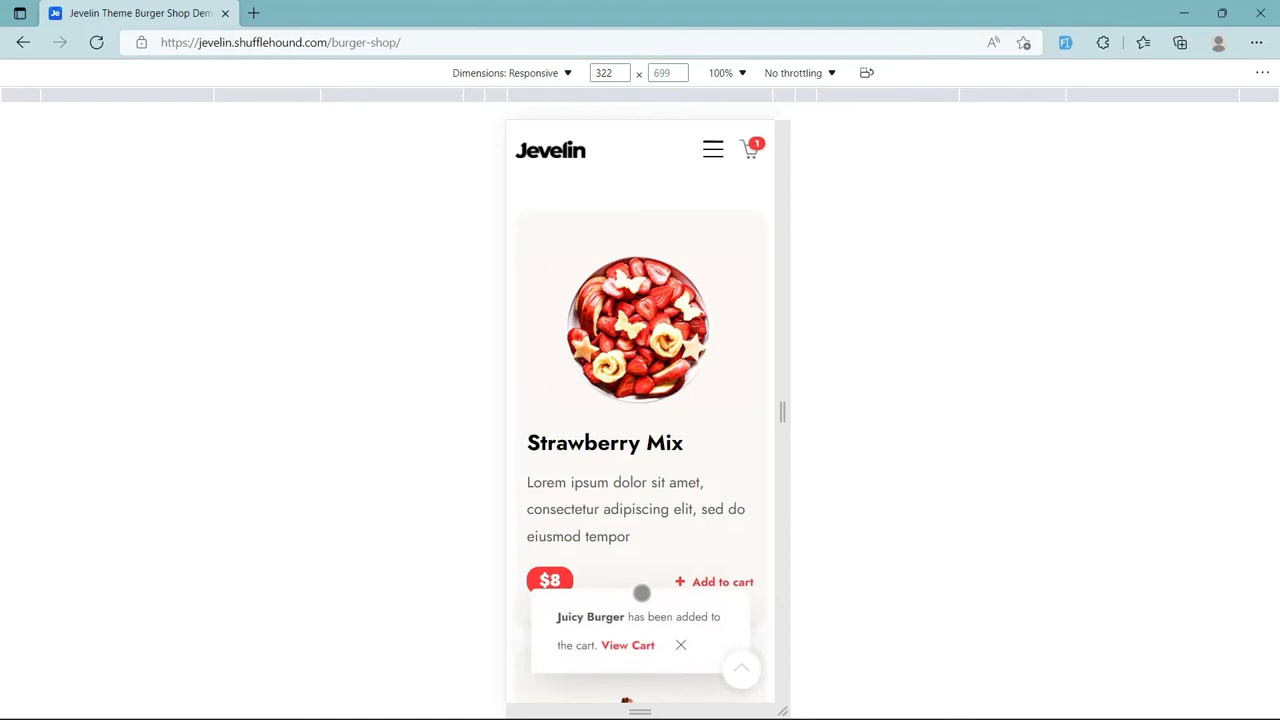 Je Jevelin Theme Burger Shop Dem
https://jevelin.shufflehound.com/burger-shop/
Dimensions: Responsive 322 × 699 100% No throttling
Jevelin
1
Strawberry Mix
Lorem ipsum dolor sit amet,
consectetur adipiscing elit, sed do
eiusmod tempor
$8 + Add to cart
Juicy Burger has been added to
the cart. View Cart